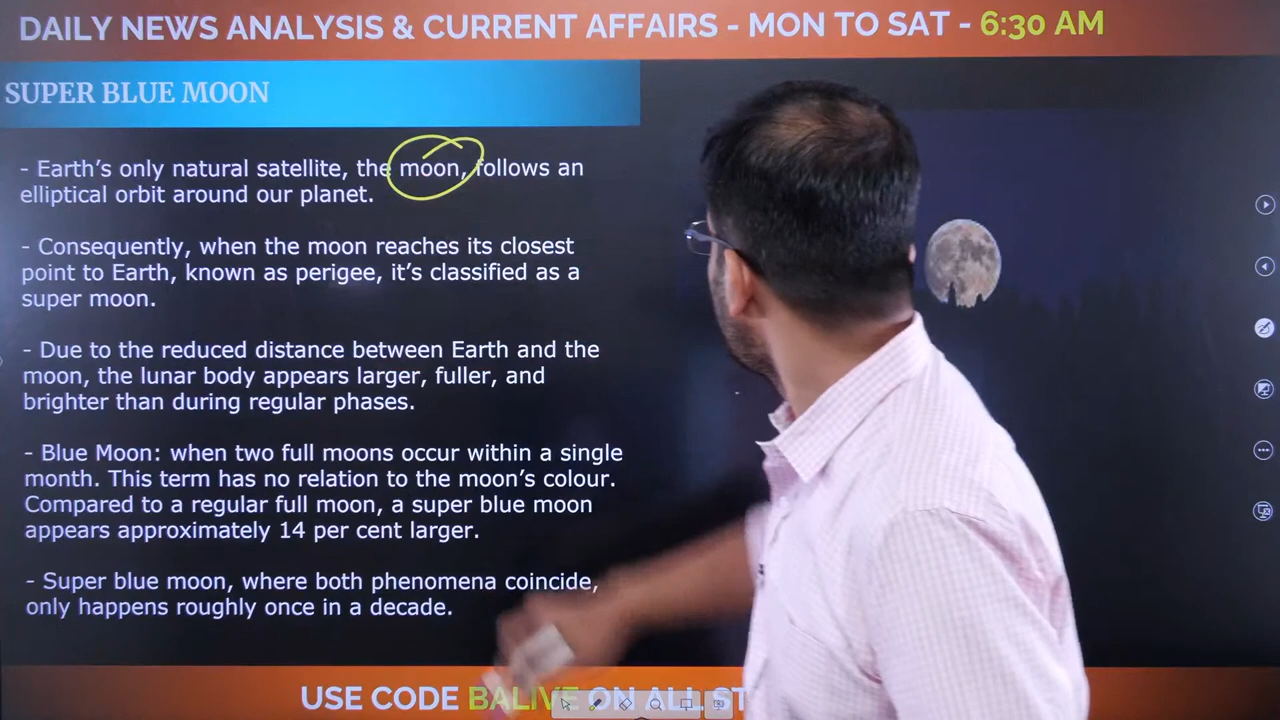 DAILY NEWS ANALYSIS & CURRENT AFFAIRS - MON TO SAT - 6:30 AM
SUPER BLUE MOON
- Earth's only natural satellite, the moon, follows an
elliptical orbit around our planet.
- Consequently, when the moon reaches its closest
point to Earth, known as perigee, it's classified as a
super moon.
- Due to the reduced distance between Earth and the
moon, the lunar body appears larger, fuller, and
brighter than during regular phases.
- Blue Moon: when two full moons occur within a single
month. This term has no relation to the moon's colour.
Compared to a regular full moon, a super blue moon
appears approximately 14 per cent larger.
- Super blue moon, where both phenomena coincide,
only happens roughly once in a decade.
USE CODE BALIVE ON ALL